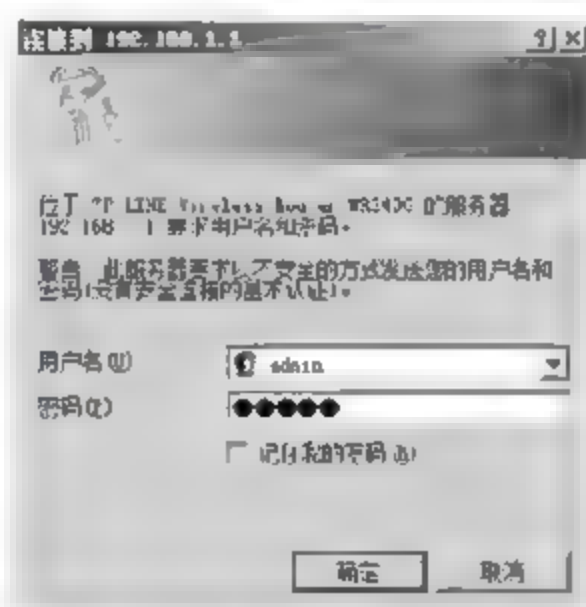 连接到 192.168.1.1
位于 TP-LINK Wireless Router 的服务器
192.168 1.1 要求用户名和密码。
警告: 此服务器要求以不安全的方式发送您的用户名和
密码(没有安全连接的基本认证)。
用户名(U)
admin
密码(P)
记住我的密码(R)
确定
取消